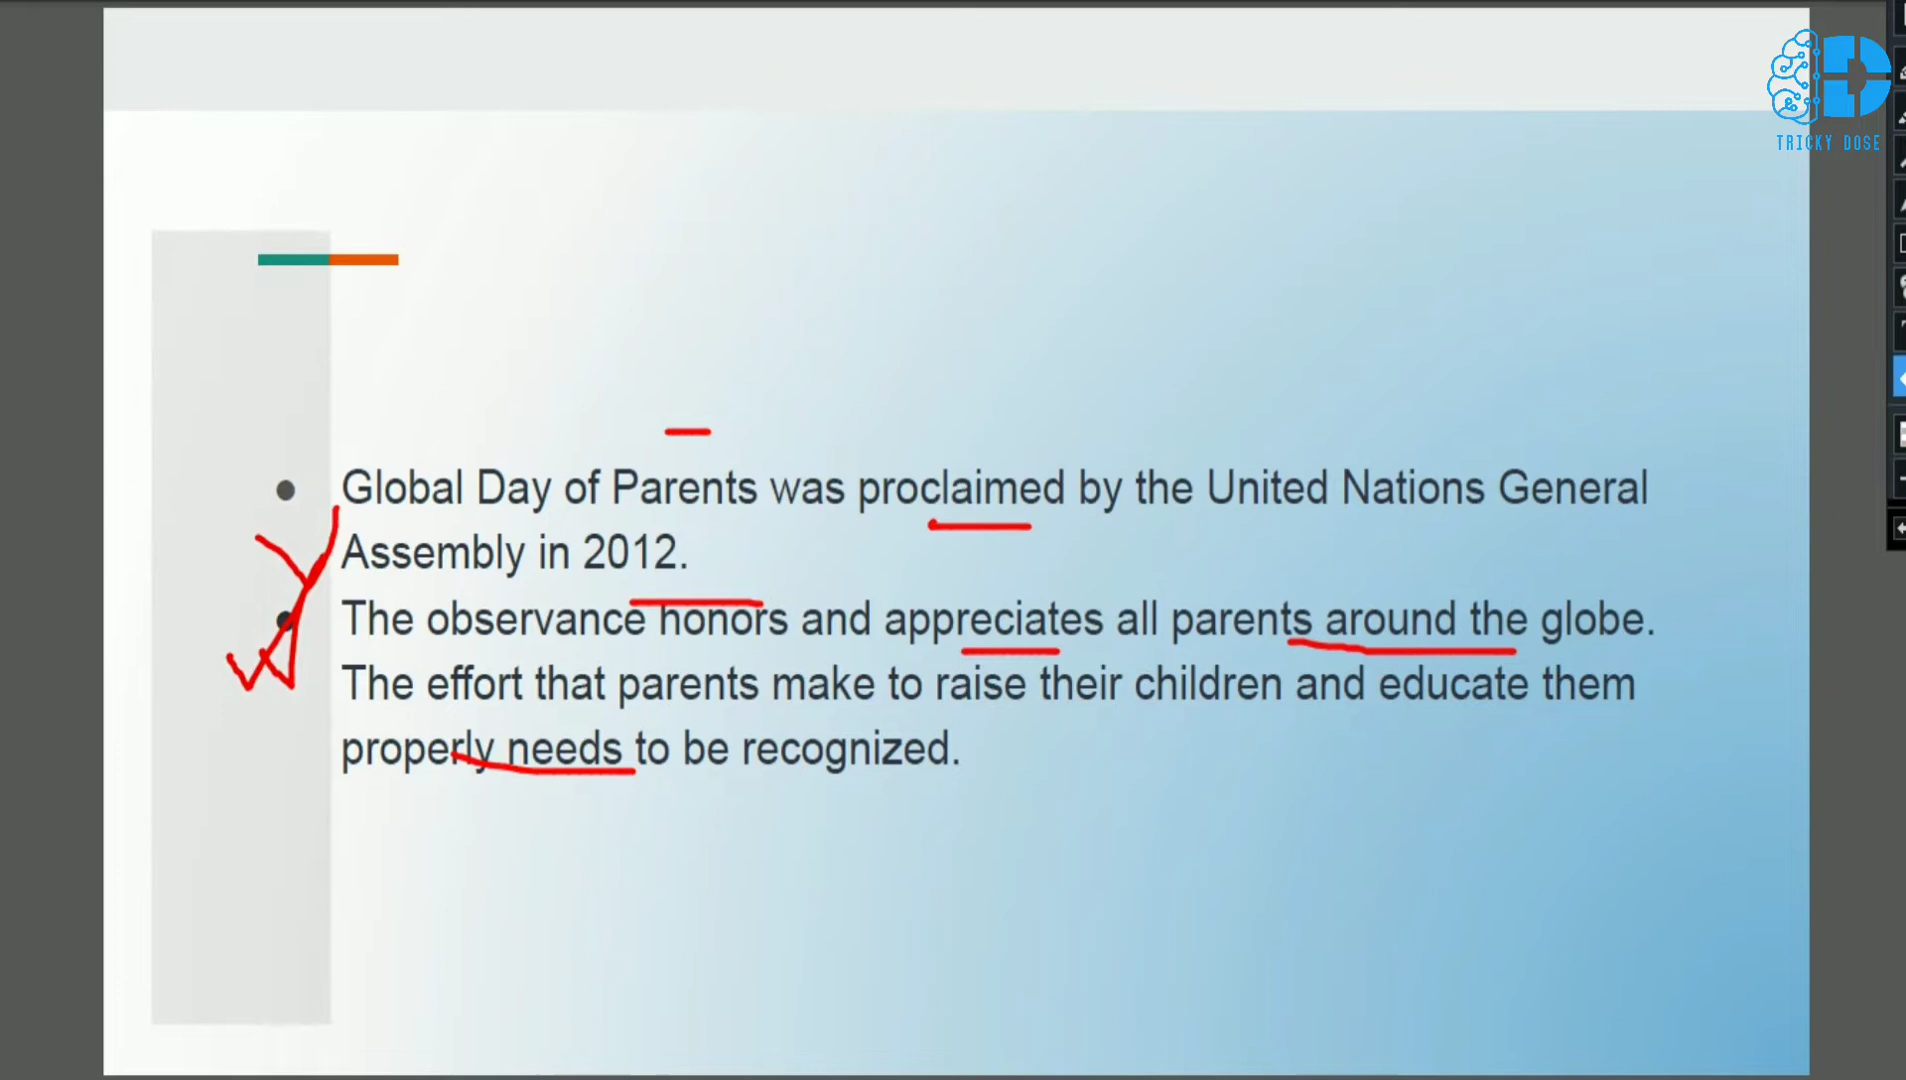 TRICKY DOSE
Global Day of Parents was proclaimed by the United Nations General
Assembly in 2012.
The observance honors and appreciates all parents around the globe.
The effort that parents make to raise their children and educate them
properly needs to be recognized.